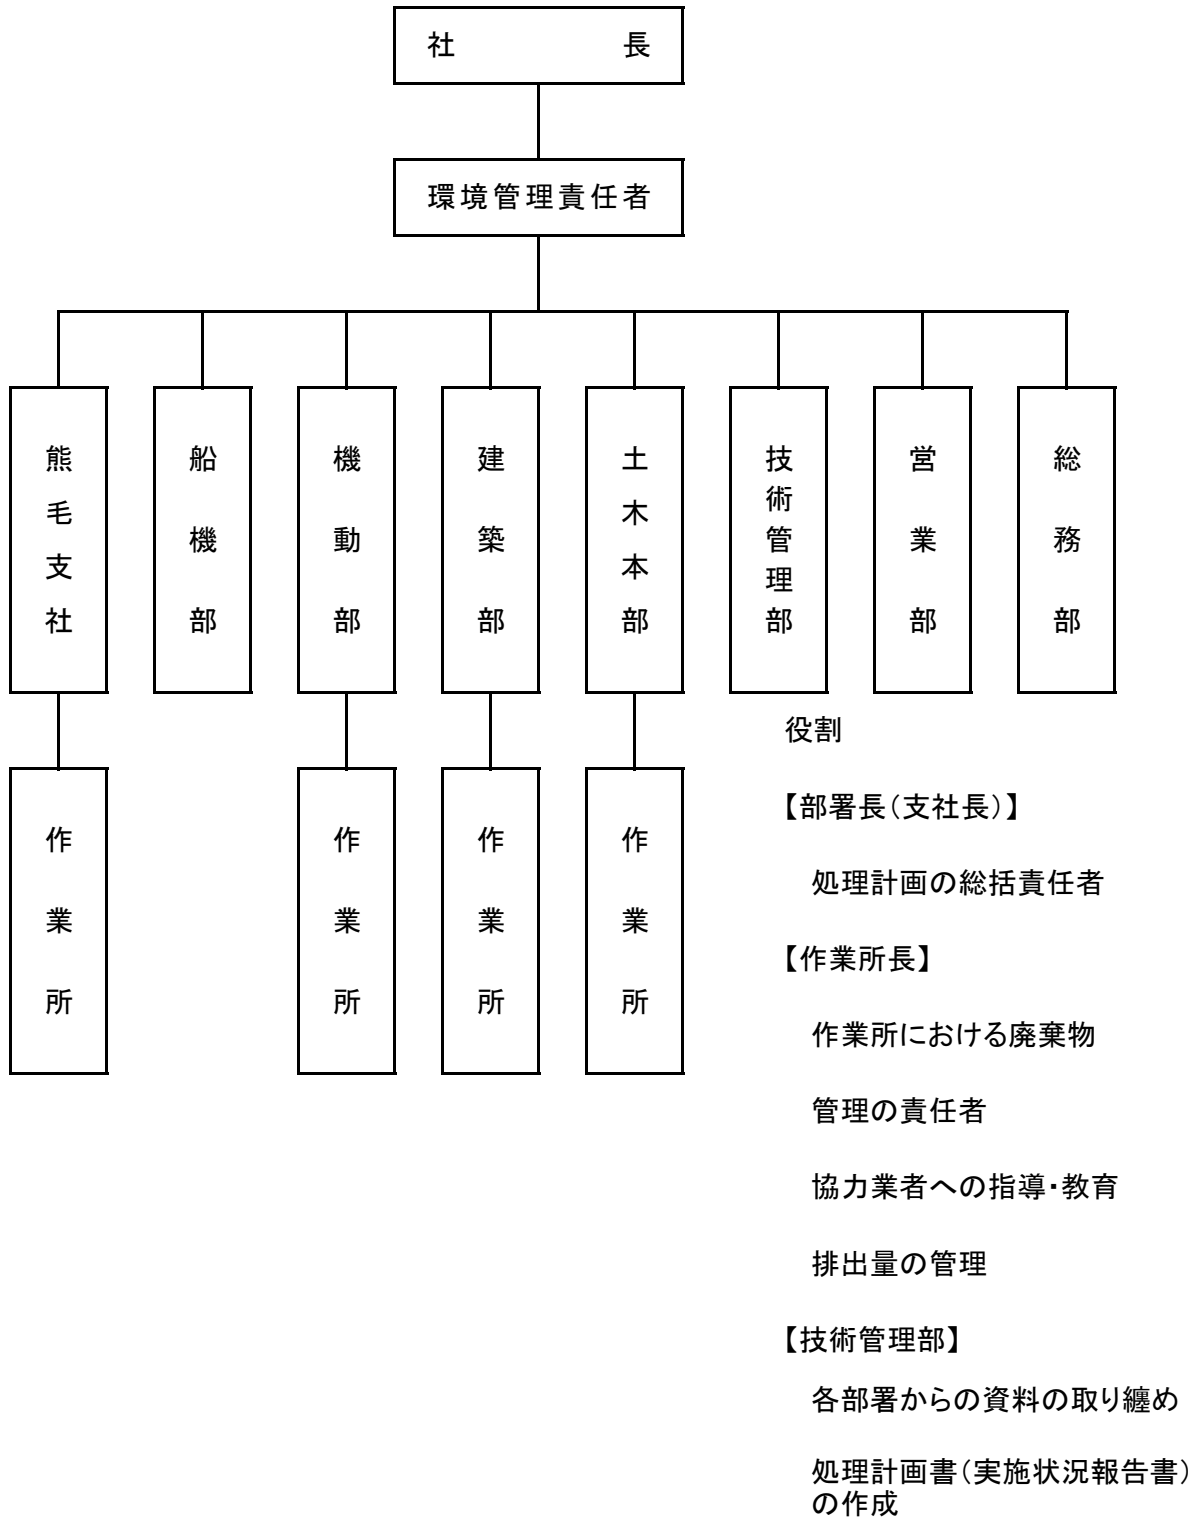 社長
環境管理責任者
熊毛支社
船機部
機動部
建築部
土木本部
技術管理部
営業部
総務部
作業所
作業所
作業所
作業所
役割
【部署長(支社長)】
処理計画の総括責任者
【作業所長】
作業所における廃棄物
管理の責任者
協力業者への指導・教育
排出量の管理
【技術管理部】
各部署からの資料の取り纏め
処理計画書(実施状況報告書)
の作成